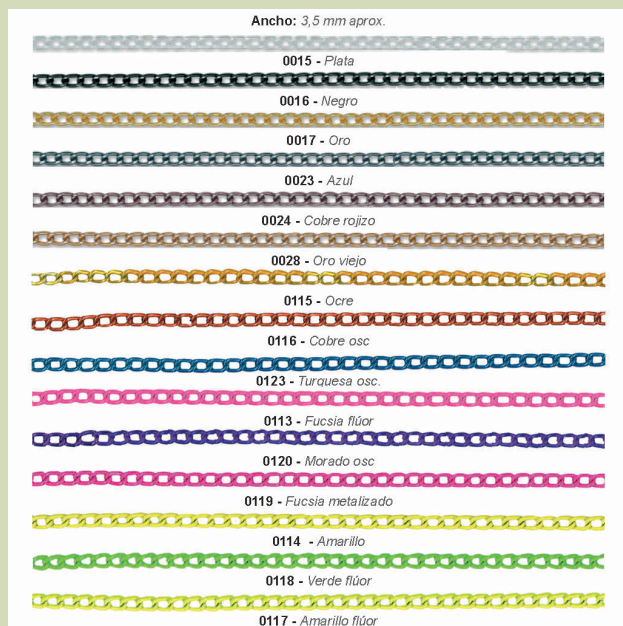 Ancho: 3,5 mm aprox.
0015 - Plata
0016 - Negro
0017 - Oro
0023 - Azul
0024 - Cobre rojizo
0028 - Oro viejo
0115 - Ocre
0116 - Cobre osc
0123 - Turquesa osc.
0113 - Fucsia flúor
0120 - Morado osc
0119 - Fucsia metalizado
0114 - Amarillo
0118 - Verde flúor
0117 - Amarillo flúor